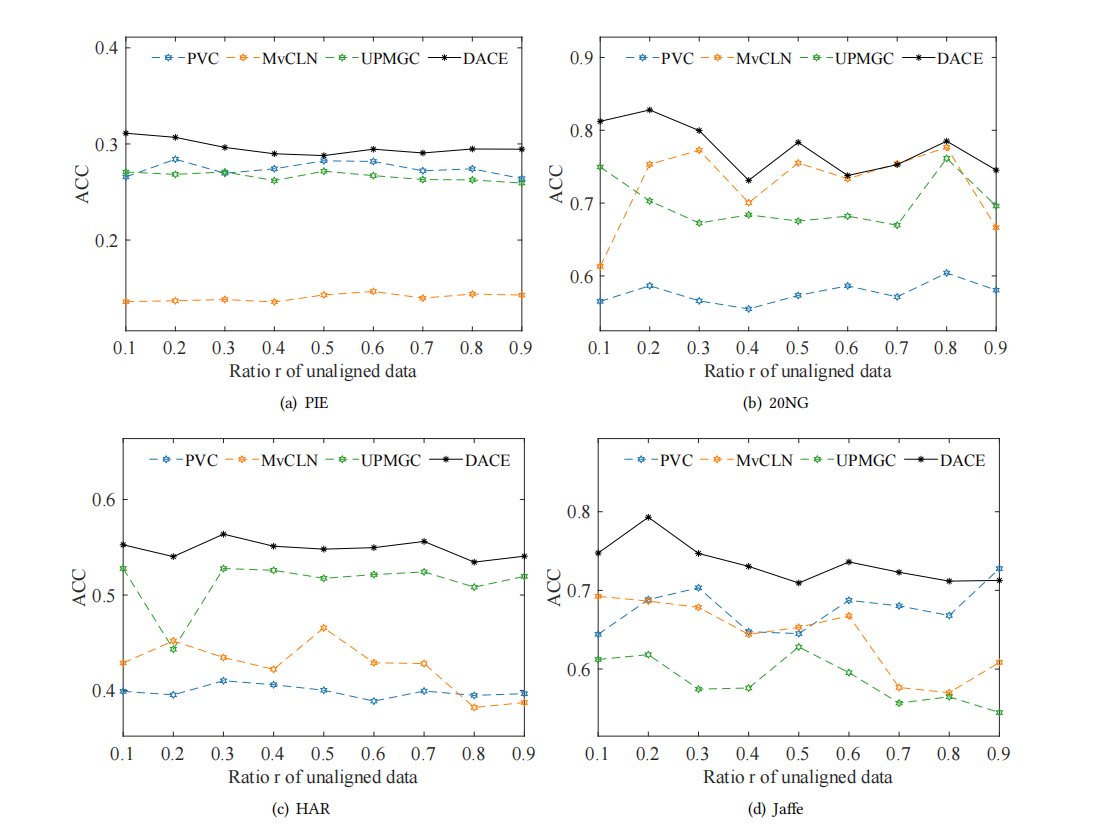 PVC MvCLN UPMGC DACE
0.4
0.3
0.2
ACC
0.1 0.2 0.3 0.4 0.5 0.6 0.7 0.8 0.9
Ratio r of unaligned data
(a) PIE
PVC MvCLN UPMGC DACE
0.9
0.8
0.7
0.6
ACC
0.1 0.2 0.3 0.4 0.5 0.6 0.7 0.8 0.9
Ratio r of unaligned data
(b) 20NG
PVC MvCLN UPMGC DACE
0.6
0.5
0.4
ACC
0.1 0.2 0.3 0.4 0.5 0.6 0.7 0.8 0.9
Ratio r of unaligned data
(c) HAR
PVC MvCLN UPMGC DACE
0.8
0.7
0.6
ACC
0.1 0.2 0.3 0.4 0.5 0.6 0.7 0.8 0.9
Ratio r of unaligned data
(d) Jaffe